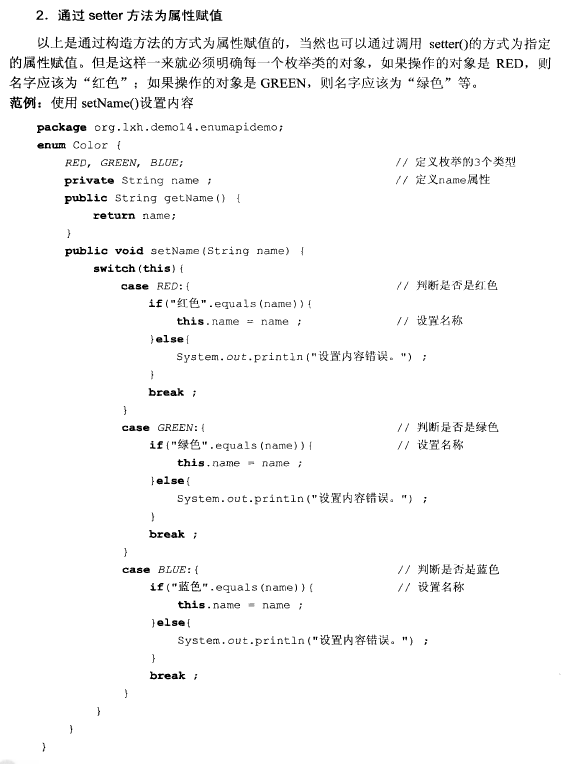 2．通过 setter 方法为属性赋值
以上是通过构造方法的方式为属性赋值的，当然也可以通过调用 setter()的方式为指定
的属性赋值。但是这样一来就必须明确每一个枚举类的对象，如果操作的对象是 RED，则
名字应该为“红色”；如果操作的对象是 GREEN，则名字应该为“绿色”等。
范例：使用 setName()设置内容
package org.lxh.demo14.enumapidemo;
enum Color {
RED, GREEN, BLUE; // 定义枚举的3个类型
private String name ; // 定义name属性
public String getName() {
return name;
}
public void setName(String name) {
switch(this){
case RED:{ // 判断是否是红色
if("红色".equals(name)){
this.name = name ; // 设置名称
}else{
System.out.println("设置内容错误。") ;
}
break ;
}
case GREEN:{ // 判断是否是绿色
if("绿色".equals(name)){ // 设置名称
this.name = name ;
}else{
System.out.println("设置内容错误。") ;
}
break ;
}
case BLUE:{ // 判断是否是蓝色
if("蓝色".equals(name)){ // 设置名称
this.name = name ;
}else{
System.out.println("设置内容错误。") ;
}
break ;
}
}
}
}